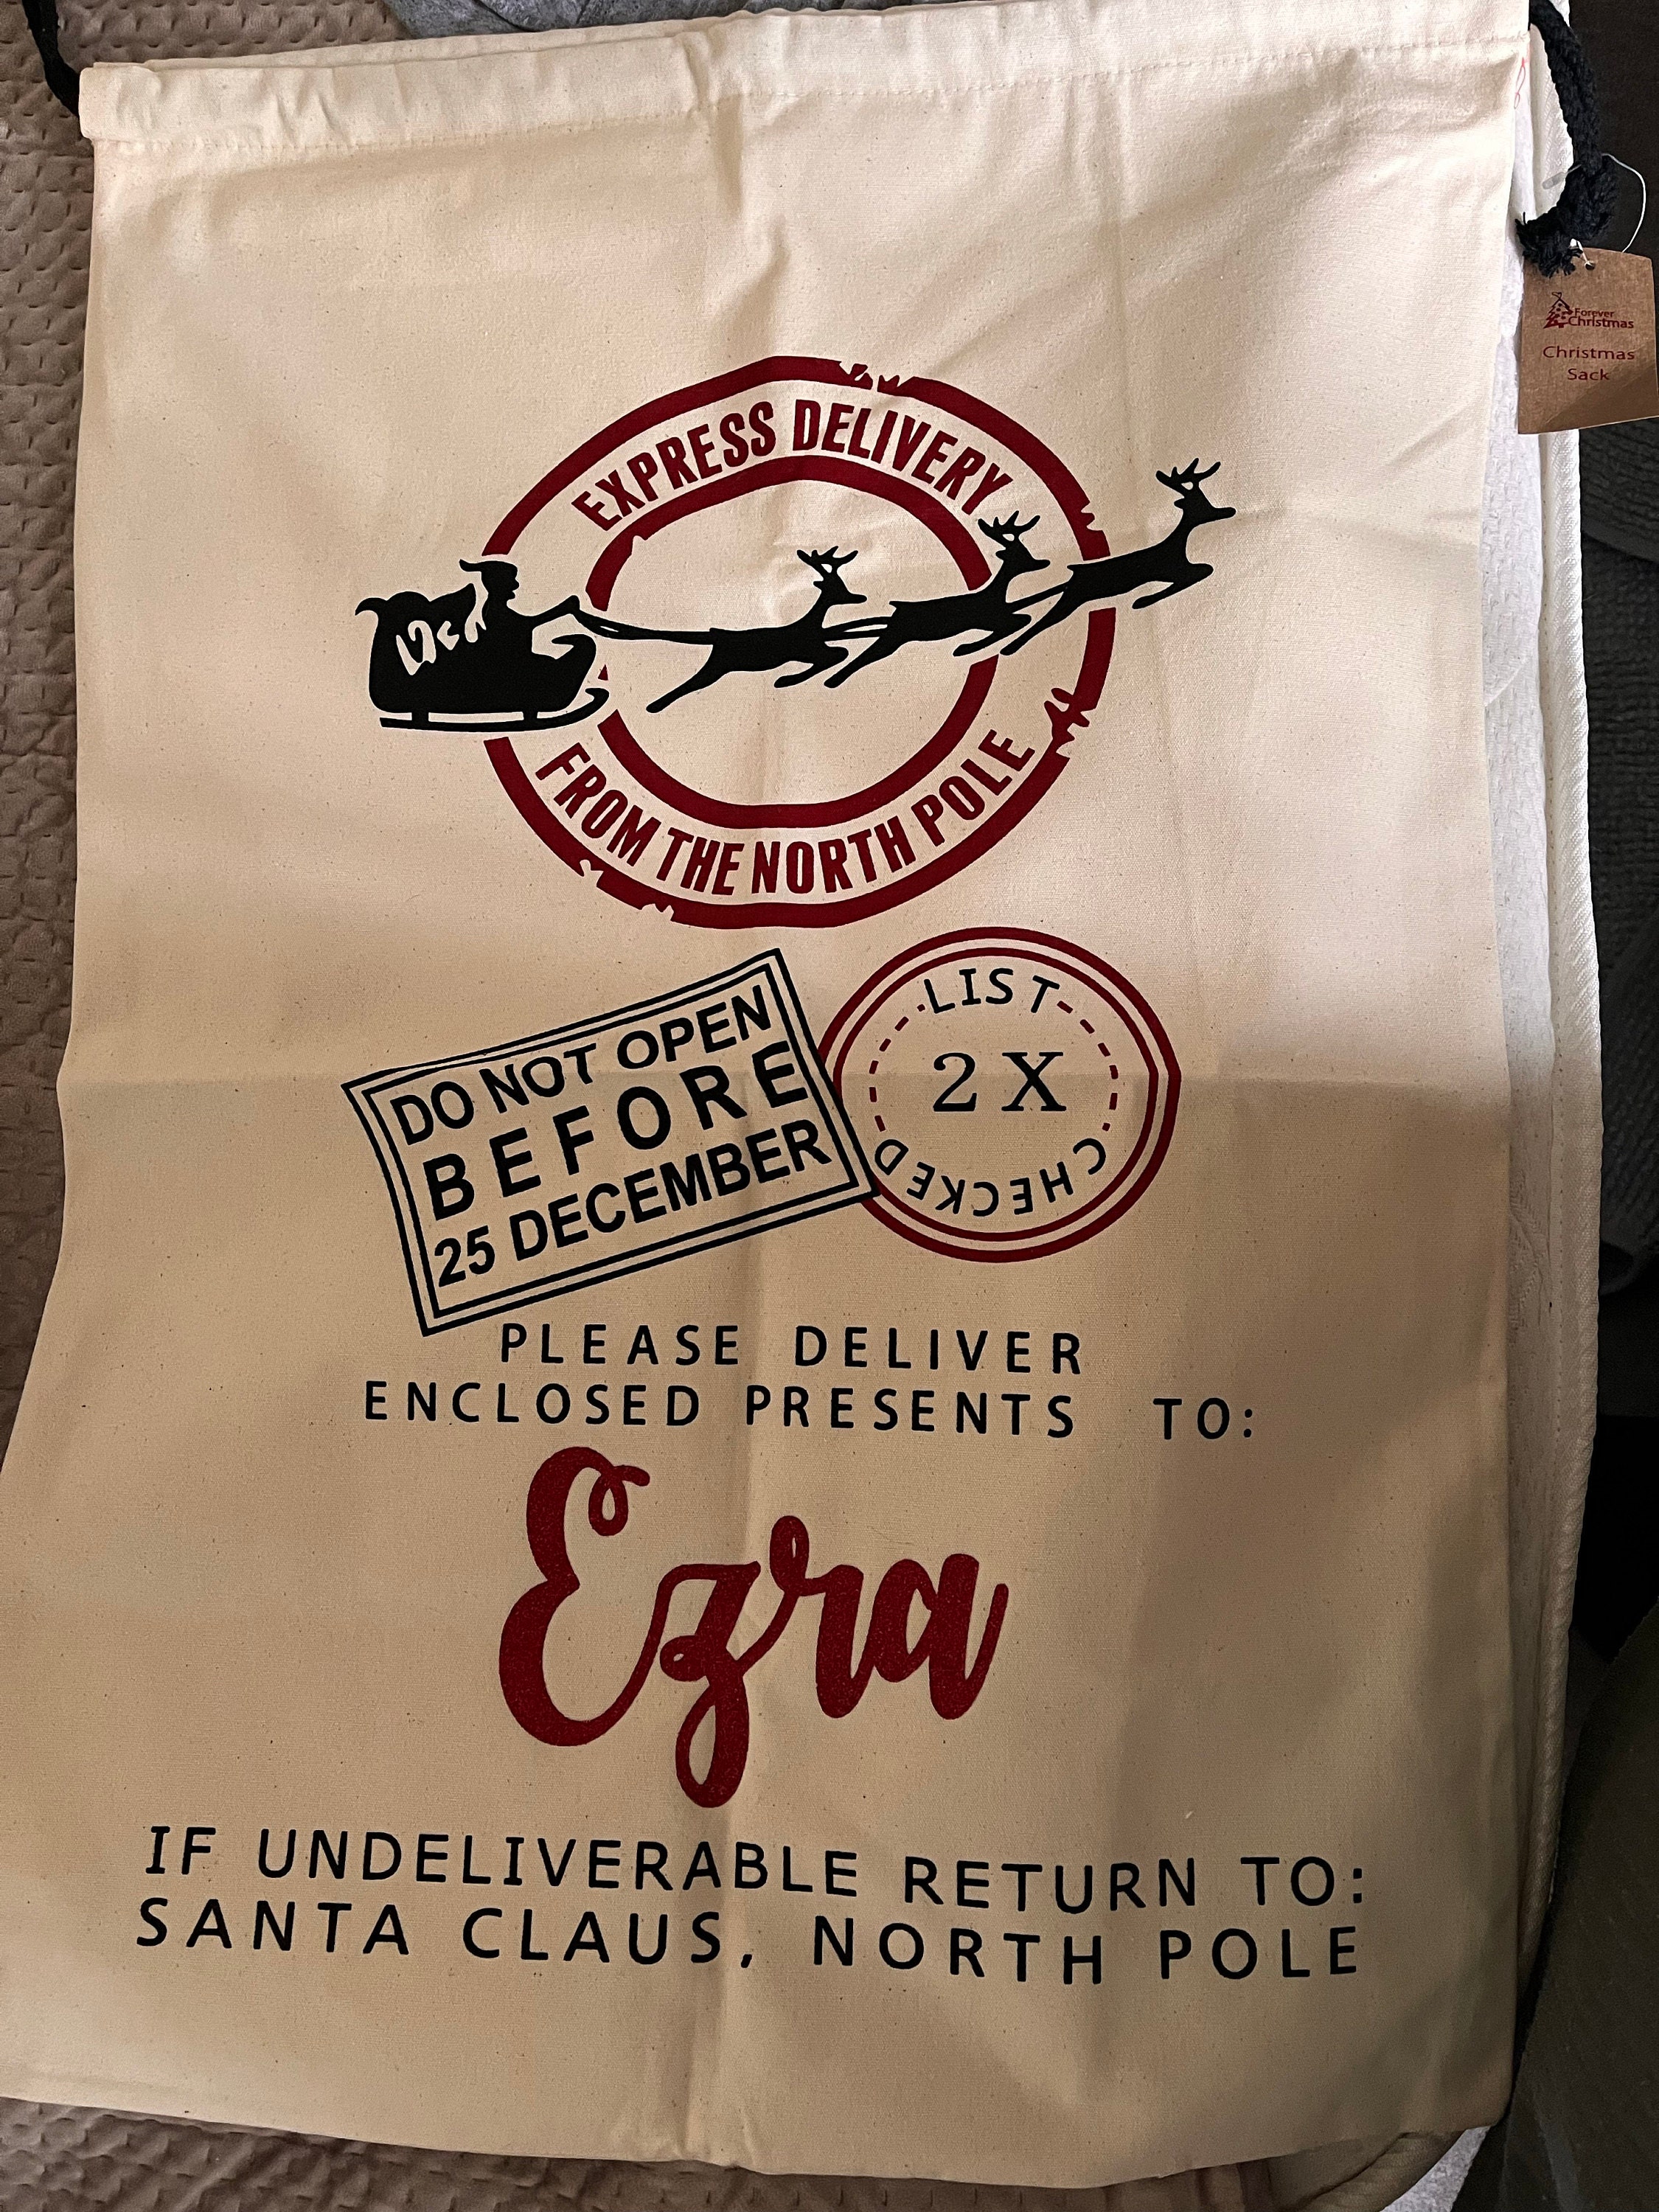 Forever
Christmas
Christmas
Sack
EXPRESS DELIVERY
FROM THE NORTH POLE
DO NOT OPEN
BEFORE
25 DECEMBER
LIST
2X
CHECKED
PLEASE DELIVER
ENCLOSED PRESENTS TO:
Ezra
IF UNDELIVERABLE RETURN TO:
SANTA CLAUS, NORTH POLE